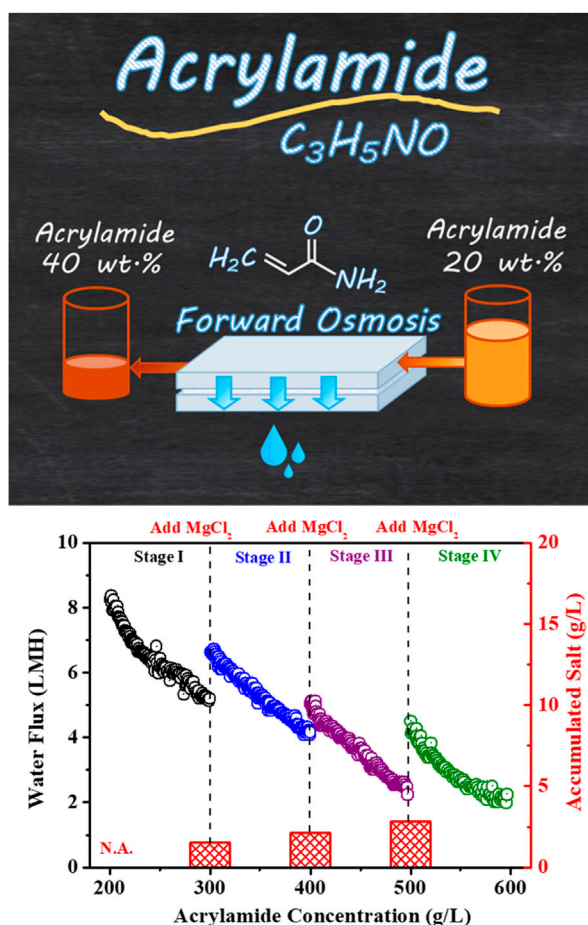 Acrylamide
C₃H₅NO
Acrylamide
40 wt.%
Acrylamide
20 wt.%
O
H₂C
NH₂
Forward Osmosis
Add MgCl₂ Add MgCl₂ Add MgCl₂
Stage I Stage II Stage III Stage IV
Water Flux (LMH)
10
8
6
4
2
0
N.A.
20
15
10
5
0
Accumulated Salt (g/L)
200 300 400 500 600
Acrylamide Concentration (g/L)